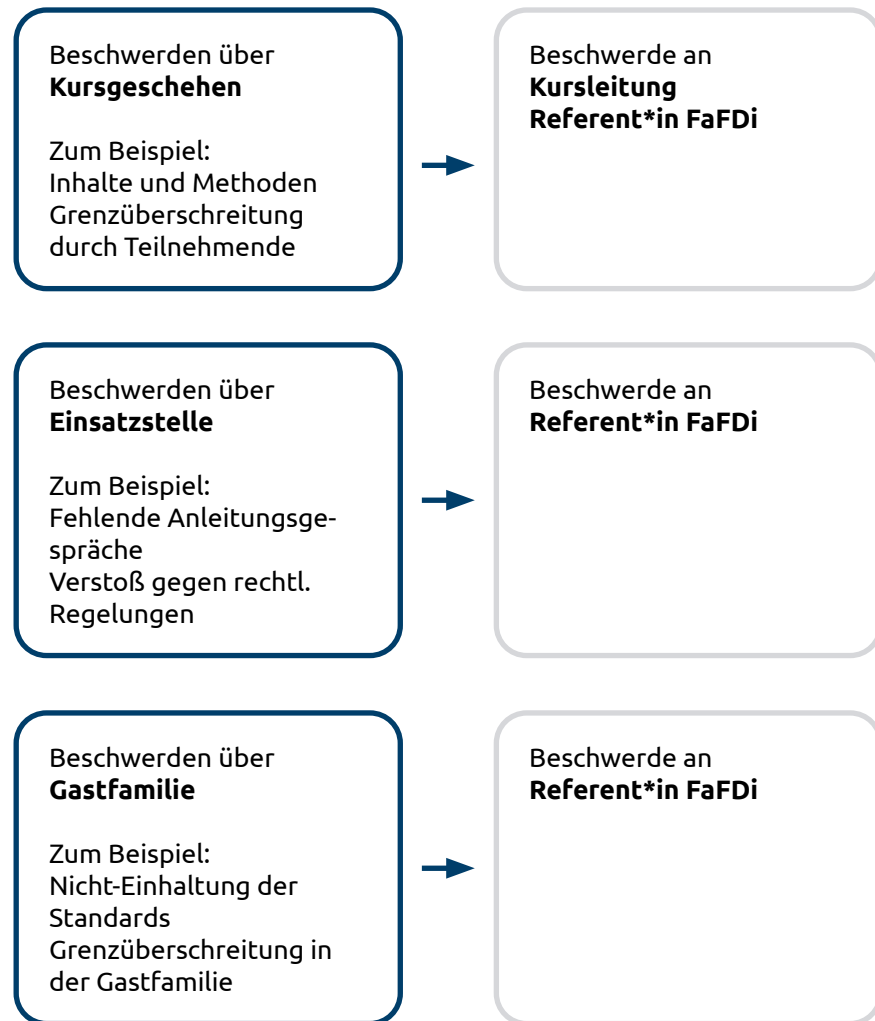 Beschwerden über
Kursgeschehen
Zum Beispiel:
Inhalte und Methoden
Grenzüberschreitung
durch Teilnehmende
Beschwerde an
Kursleitung
Referent*in FaFDi
Beschwerden über
Einsatzstelle
Zum Beispiel:
Fehlende Anleitungsge-
spräche
Verstoß gegen rechtl.
Regelungen
Beschwerde an
Referent*in FaFDi
Beschwerden über
Gastfamilie
Zum Beispiel:
Nicht-Einhaltung der
Standards
Grenzüberschreitung in
der Gastfamilie
Beschwerde an
Referent*in FaFDi